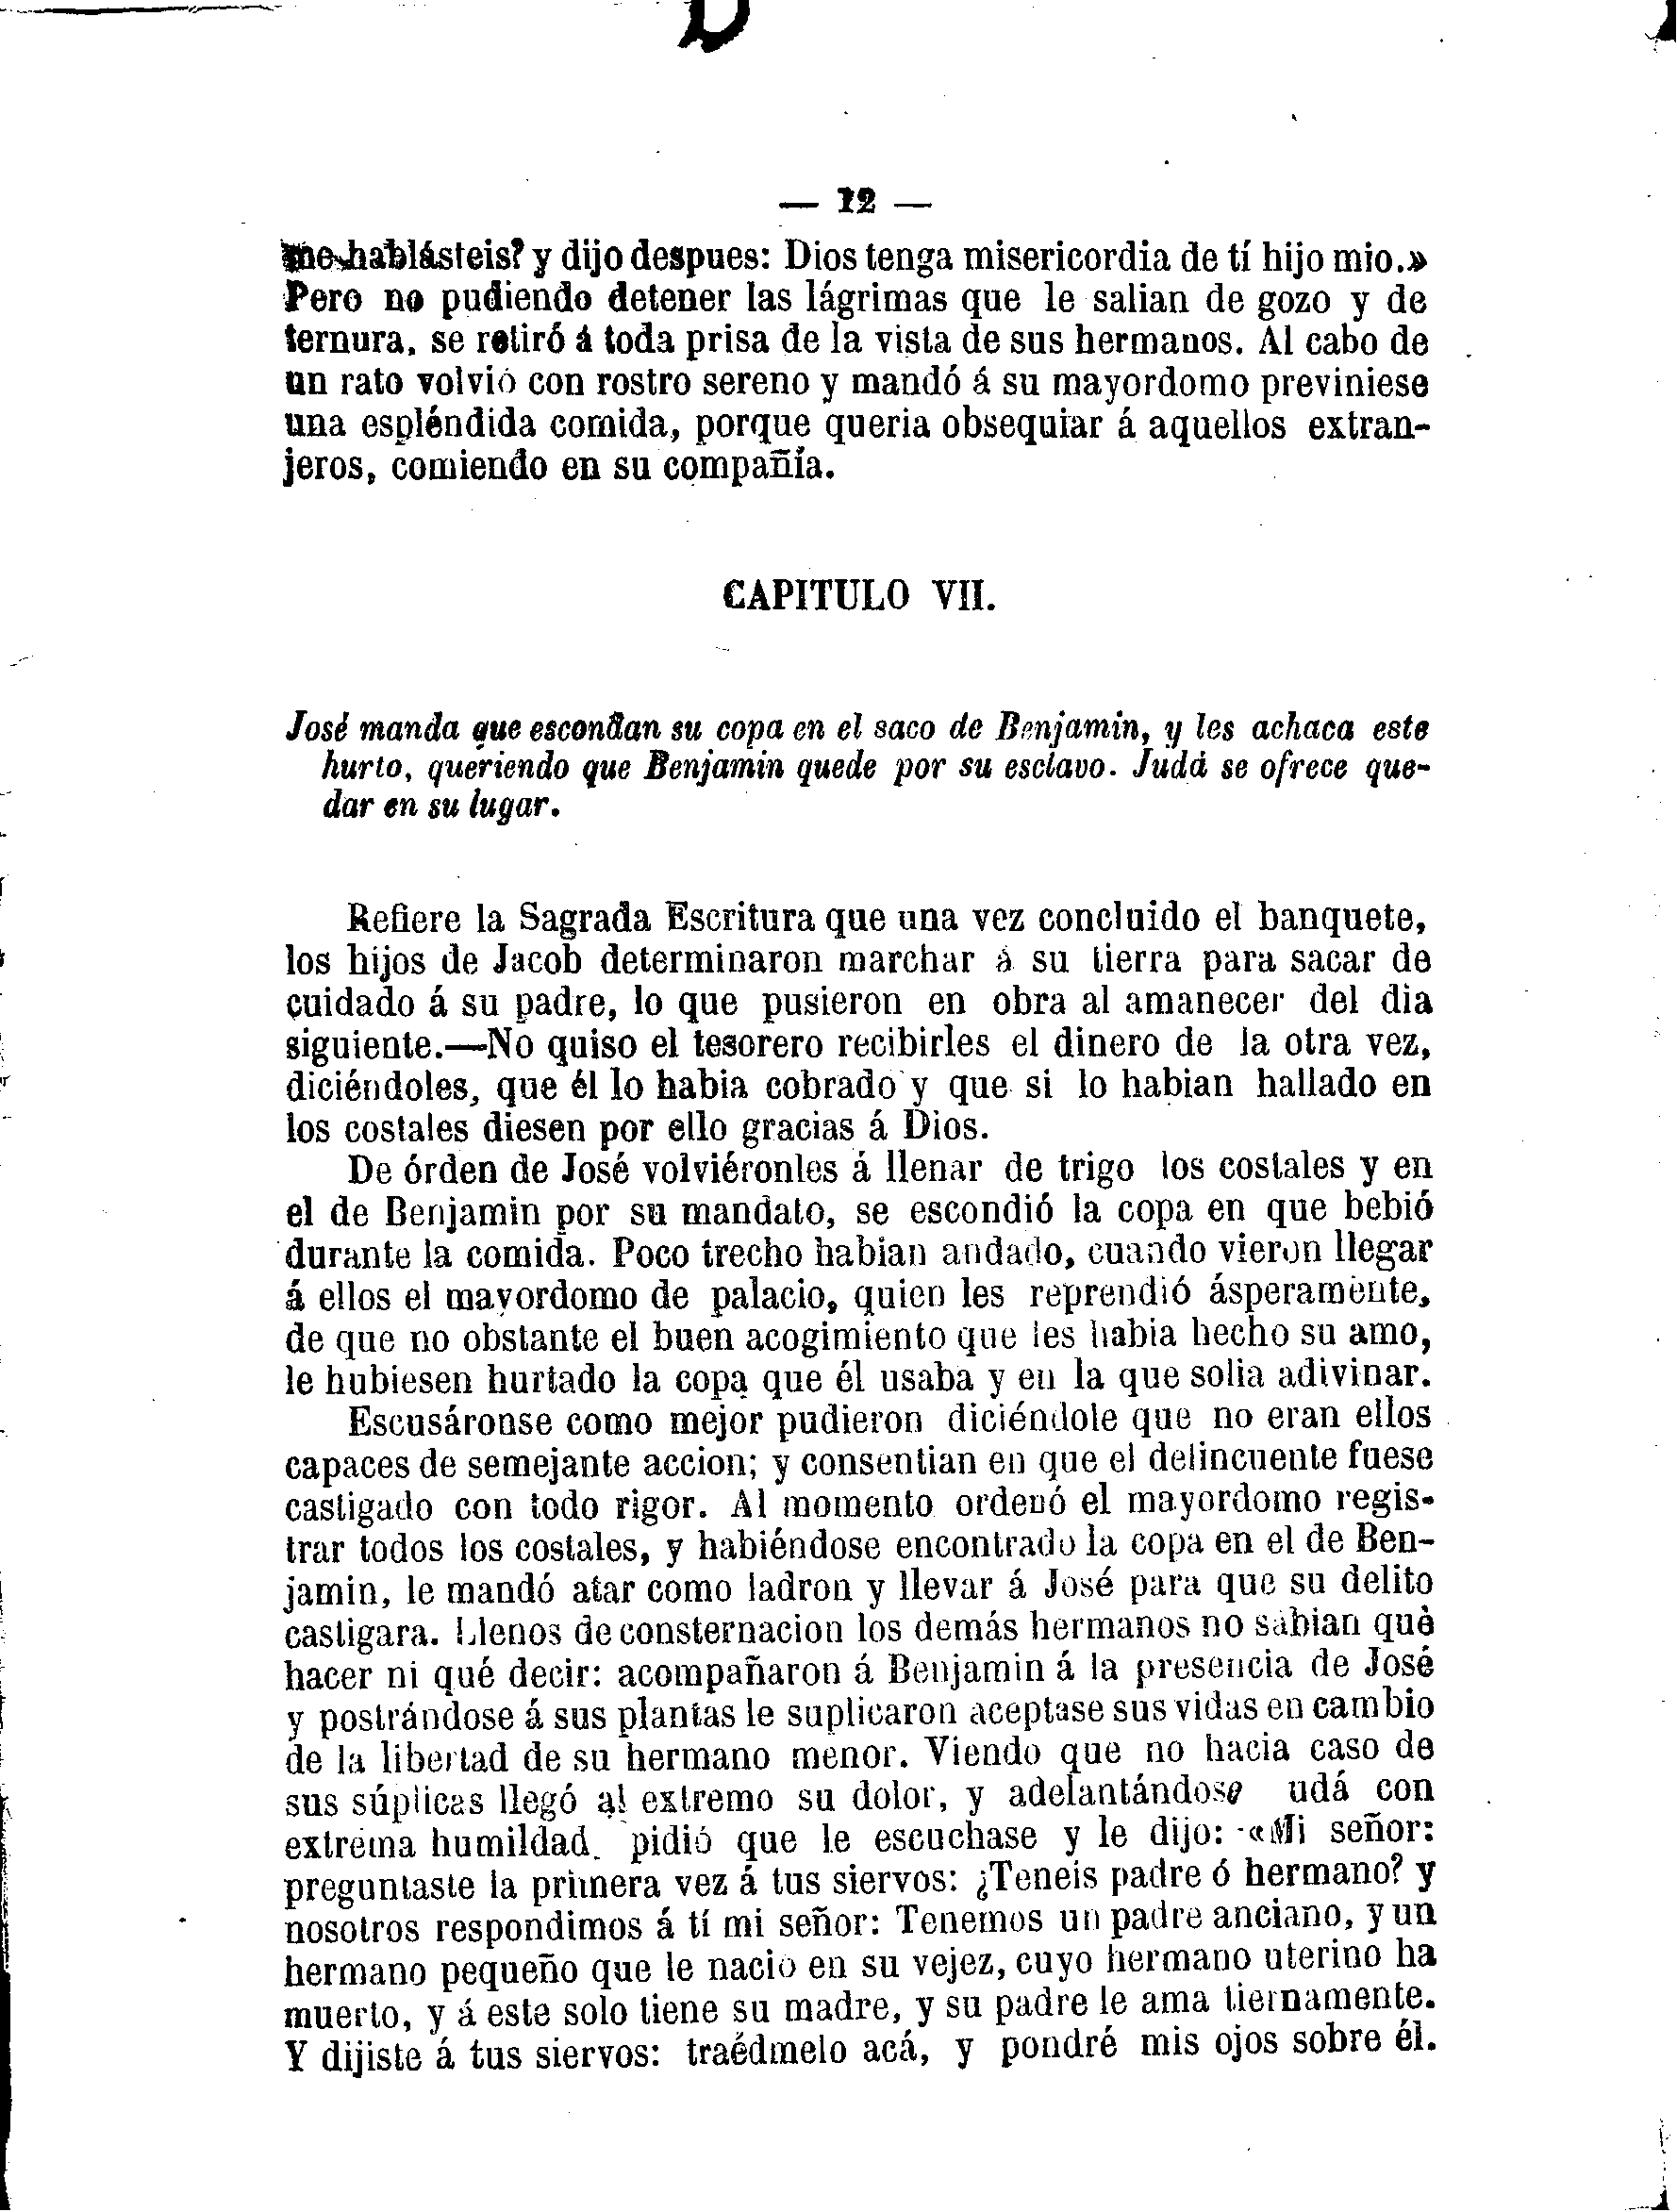 — 12 —
me hablásteis? y dijo despues: Dios tenga misericordia de tí hijo mio.»
Pero no pudiendo detener las lágrimas que le salian de gozo y de
ternura, se retiró á toda prisa de la vista de sus hermanos. Al cabo de
un rato volvió con rostro sereno y mandó á su mayordomo previniese
una espléndida comida, porque queria obsequiar á aquellos extran-
jeros, comiendo en su compañía.
CAPITULO VII.
José manda que escondan su copa en el saco de Benjamin, y les achaca este
hurto, queriendo que Benjamin quede por su esclavo. Judá se ofrece que-
dar en su lugar.
Refiere la Sagrada Escritura que una vez concluido el banquete,
los hijos de Jacob determinaron marchar á su tierra para sacar de
cuidado á su padre, lo que pusieron en obra al amanecer del dia
siguiente.—No quiso el tesorero recibirles el dinero de la otra vez,
diciéndoles, que él lo habia cobrado y que si lo habian hallado en
los costales diesen por ello gracias á Dios.
De órden de José volviéronles á llenar de trigo los costales y en
el de Benjamin por su mandato, se escondió la copa en que bebió
durante la comida. Poco trecho habian andado, cuando vieron llegar
á ellos el mayordomo de palacio, quien les reprendió ásperamente,
de que no obstante el buen acogimiento que les habia hecho su amo,
le hubiesen hurtado la copa que él usaba y en la que solia adivinar.
Escusáronse como mejor pudieron diciéndole que no eran ellos
capaces de semejante accion; y consentian en que el delincuente fuese
castigado con todo rigor. Al momento ordenó el mayordomo regis-
trar todos los costales, y habiéndose encontrado la copa en el de Ben-
jamin, le mandó atar como ladron y llevar á José para que su delito
castigara. Llenos de consternacion los demás hermanos no sabian qué
hacer ni qué decir: acompañaron á Benjamin á la presencia de José
y postrándose á sus plantas le suplicaron aceptase sus vidas en cambio
de la libertad de su hermano menor. Viendo que no hacia caso de
sus súplicas llegó al extremo su dolor, y adelantándose udá con
extrema humildad. pidió que le escuchase y le dijo: «Mi señor:
preguntaste la primera vez á tus siervos: ¿Teneis padre ó hermano? y
nosotros respondimos á tí mi señor: Tenemos un padre anciano, y un
hermano pequeño que le nació en su vejez, cuyo hermano uterino ha
muerto, y á este solo tiene su madre, y su padre le ama tiernamente.
Y dijiste á tus siervos: traédmelo acá, y pondré mis ojos sobre él.